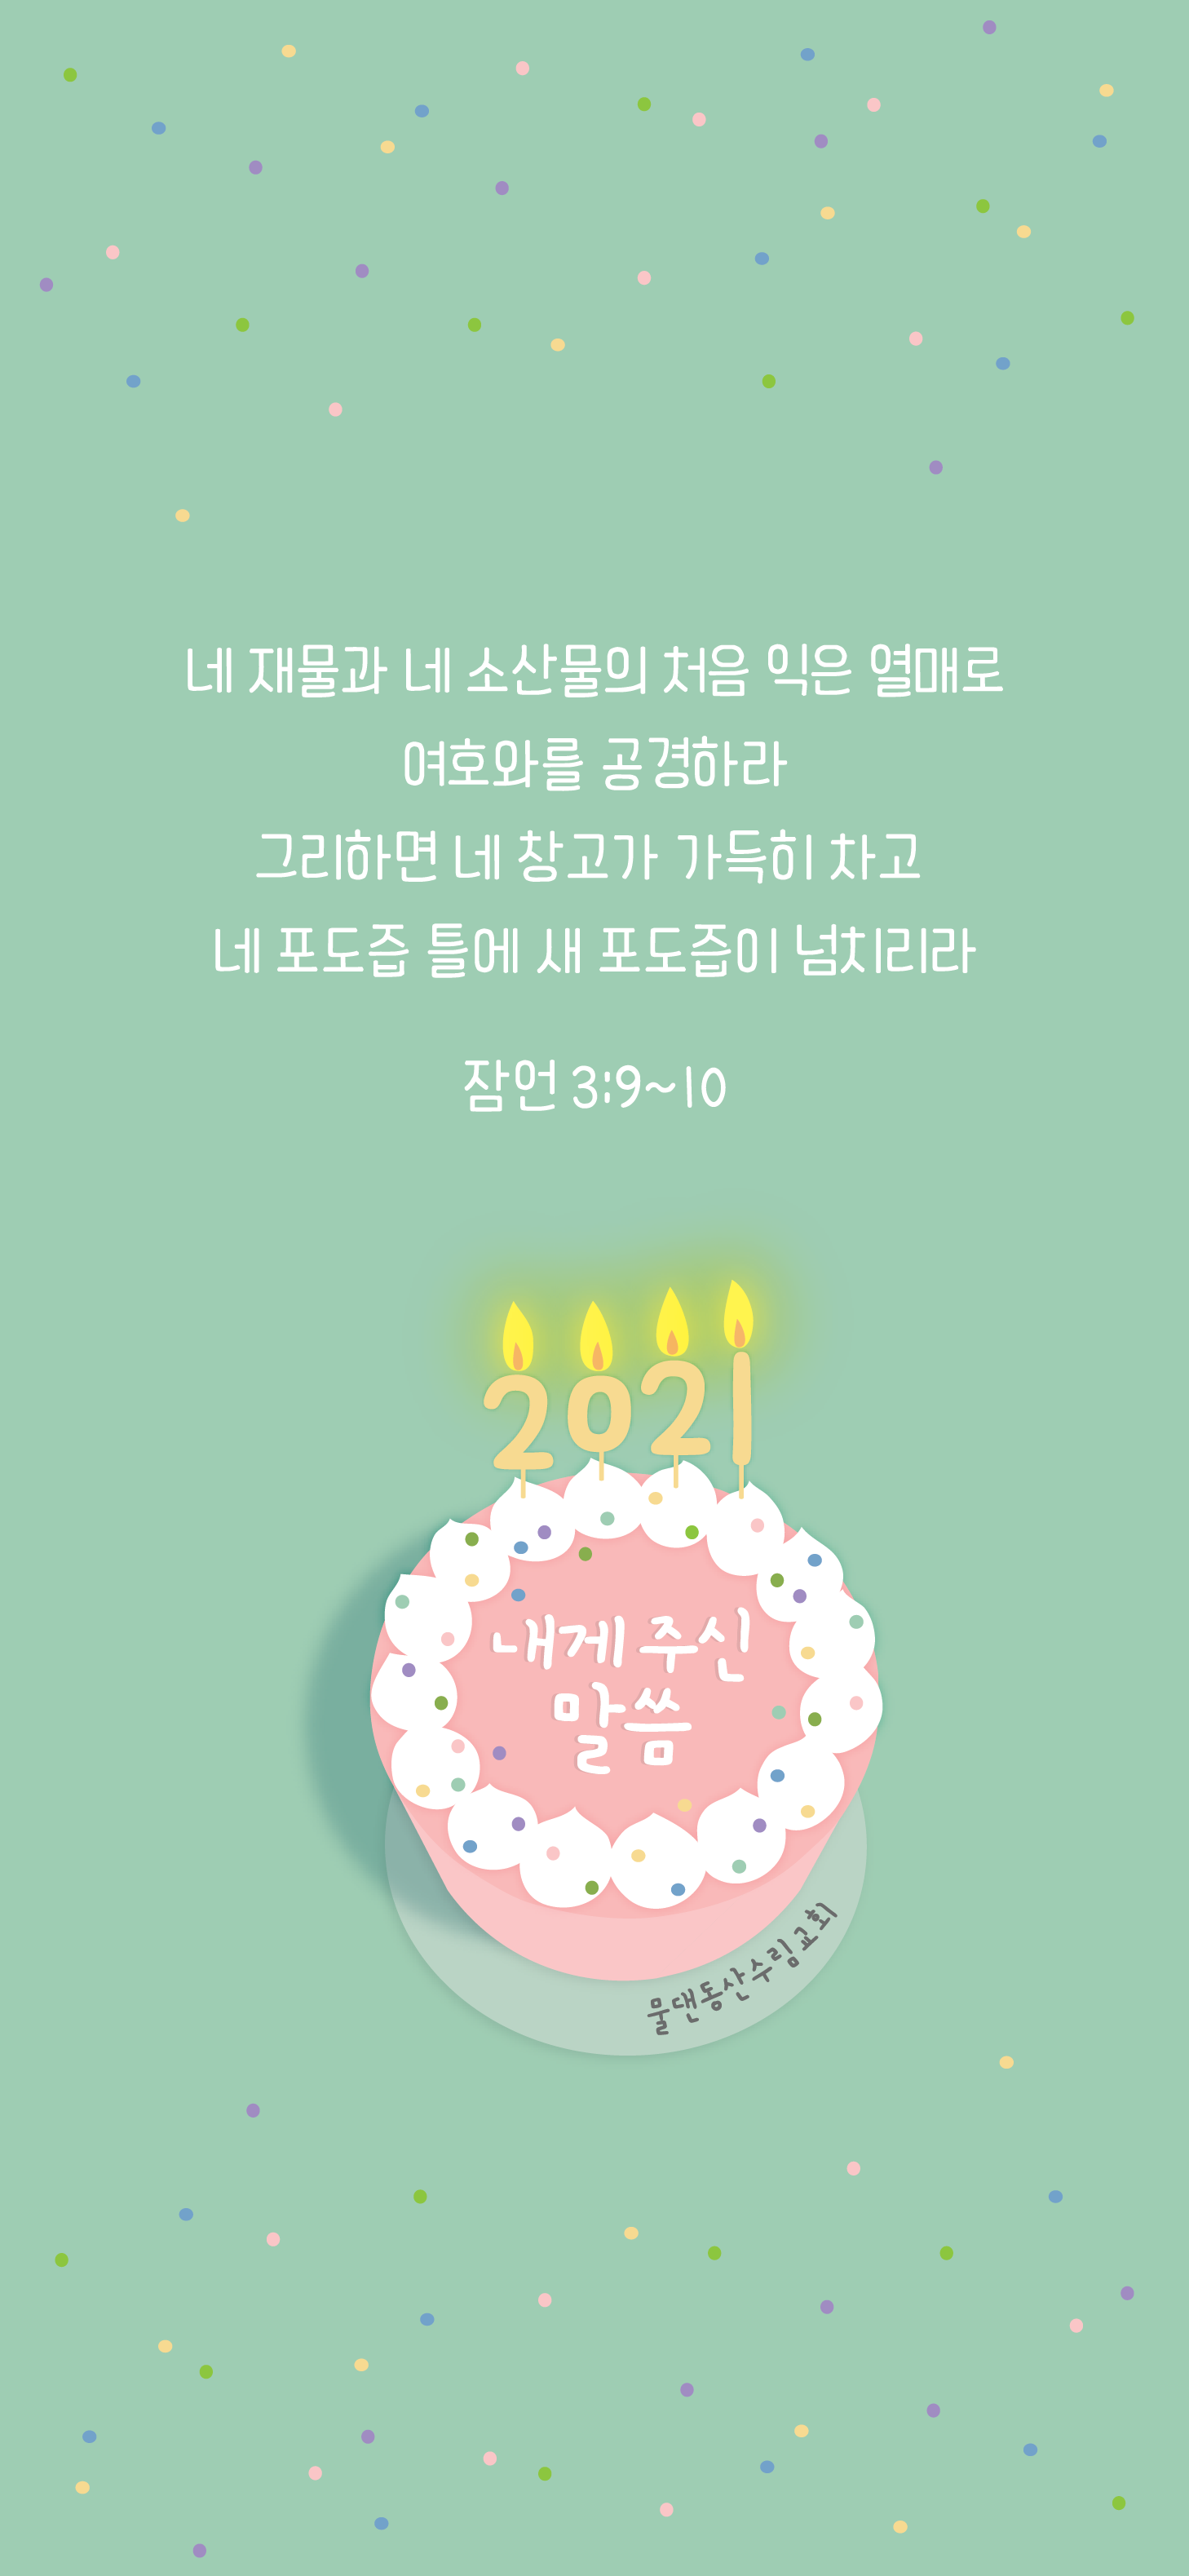 네 재물과 네 소산물의 처음 익은 열매로
여호와를 공경하라
그리하면 네 창고가 가득히 차고
네 포도즙 틀에 새 포도즙이 넘치리라
잠언 3:9~10
2021
내게 주신
말씀
물댄동산수림교회